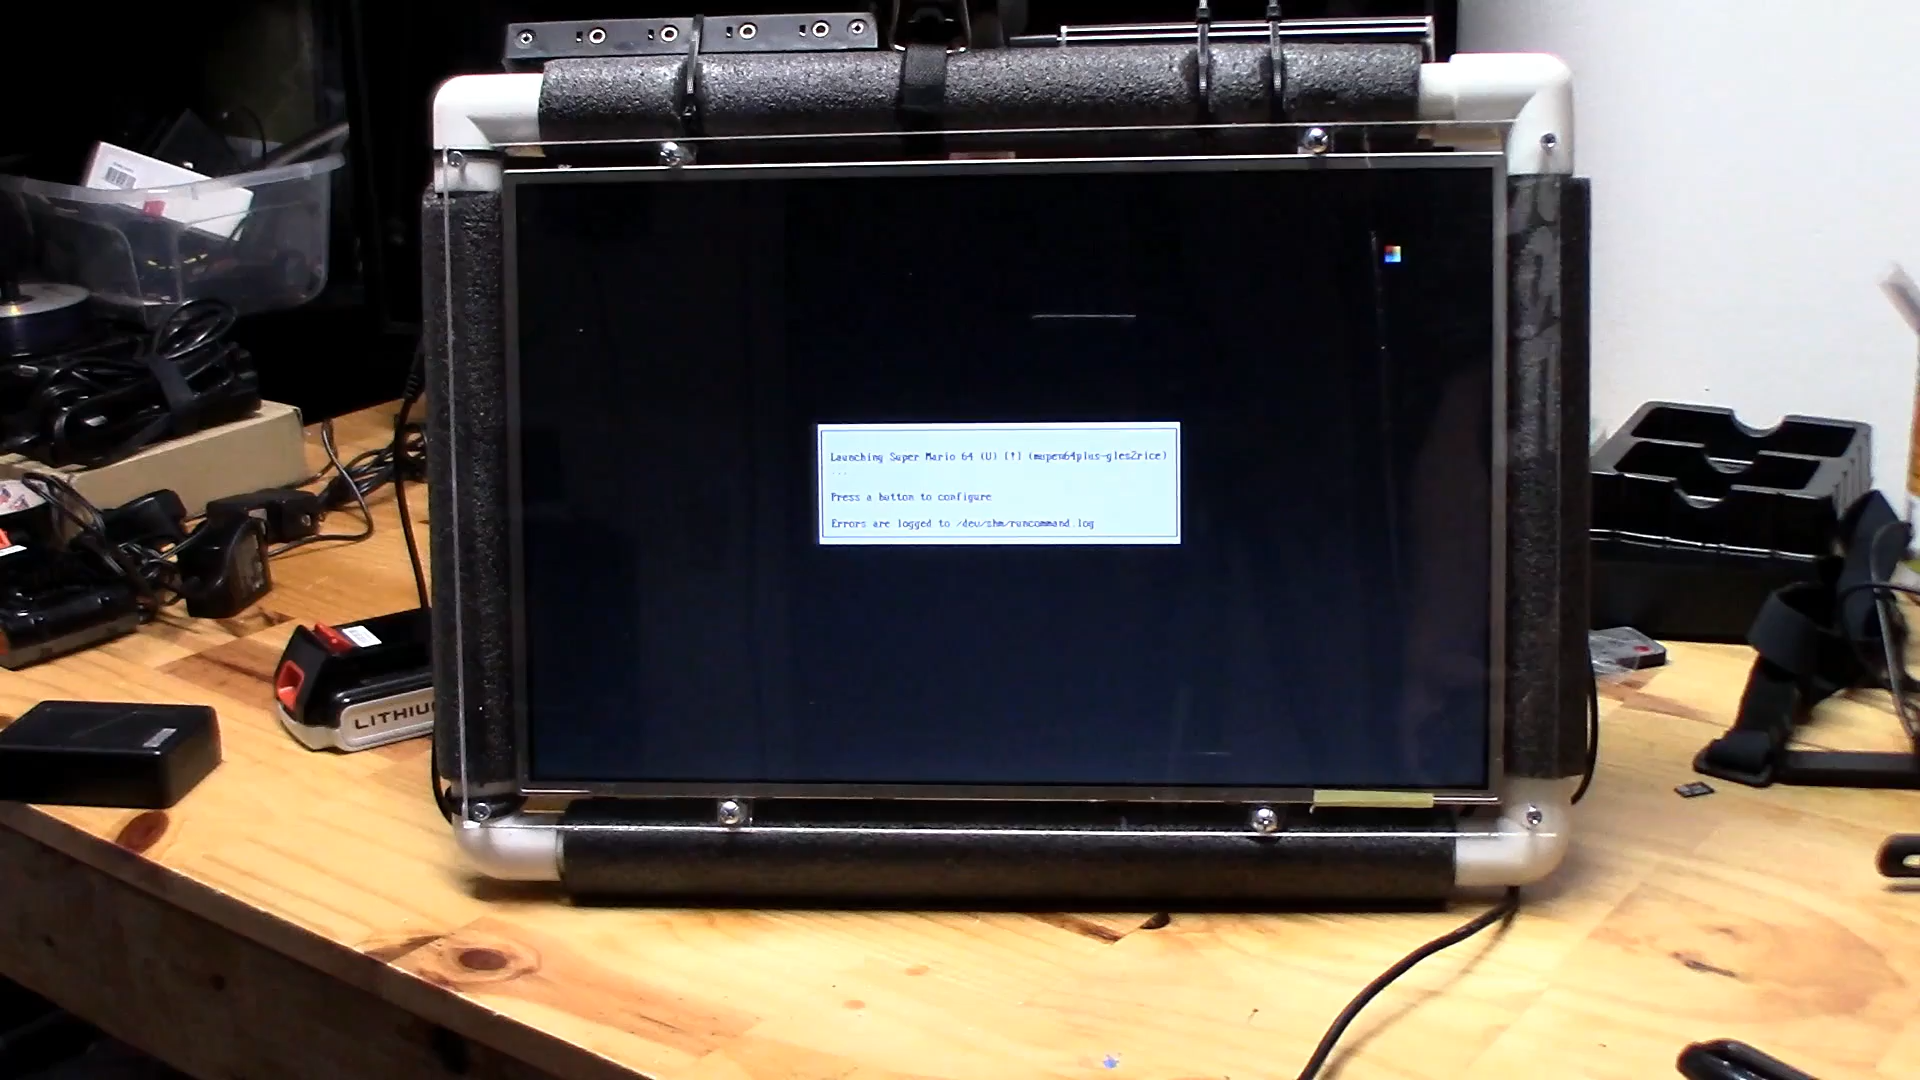 Launching Super Mario 64 (U) [!] (mupen64plus-gles2rice)
...
Press a button to configure
Errors are logged to /dev/shm/runcommand.log
LITHIU